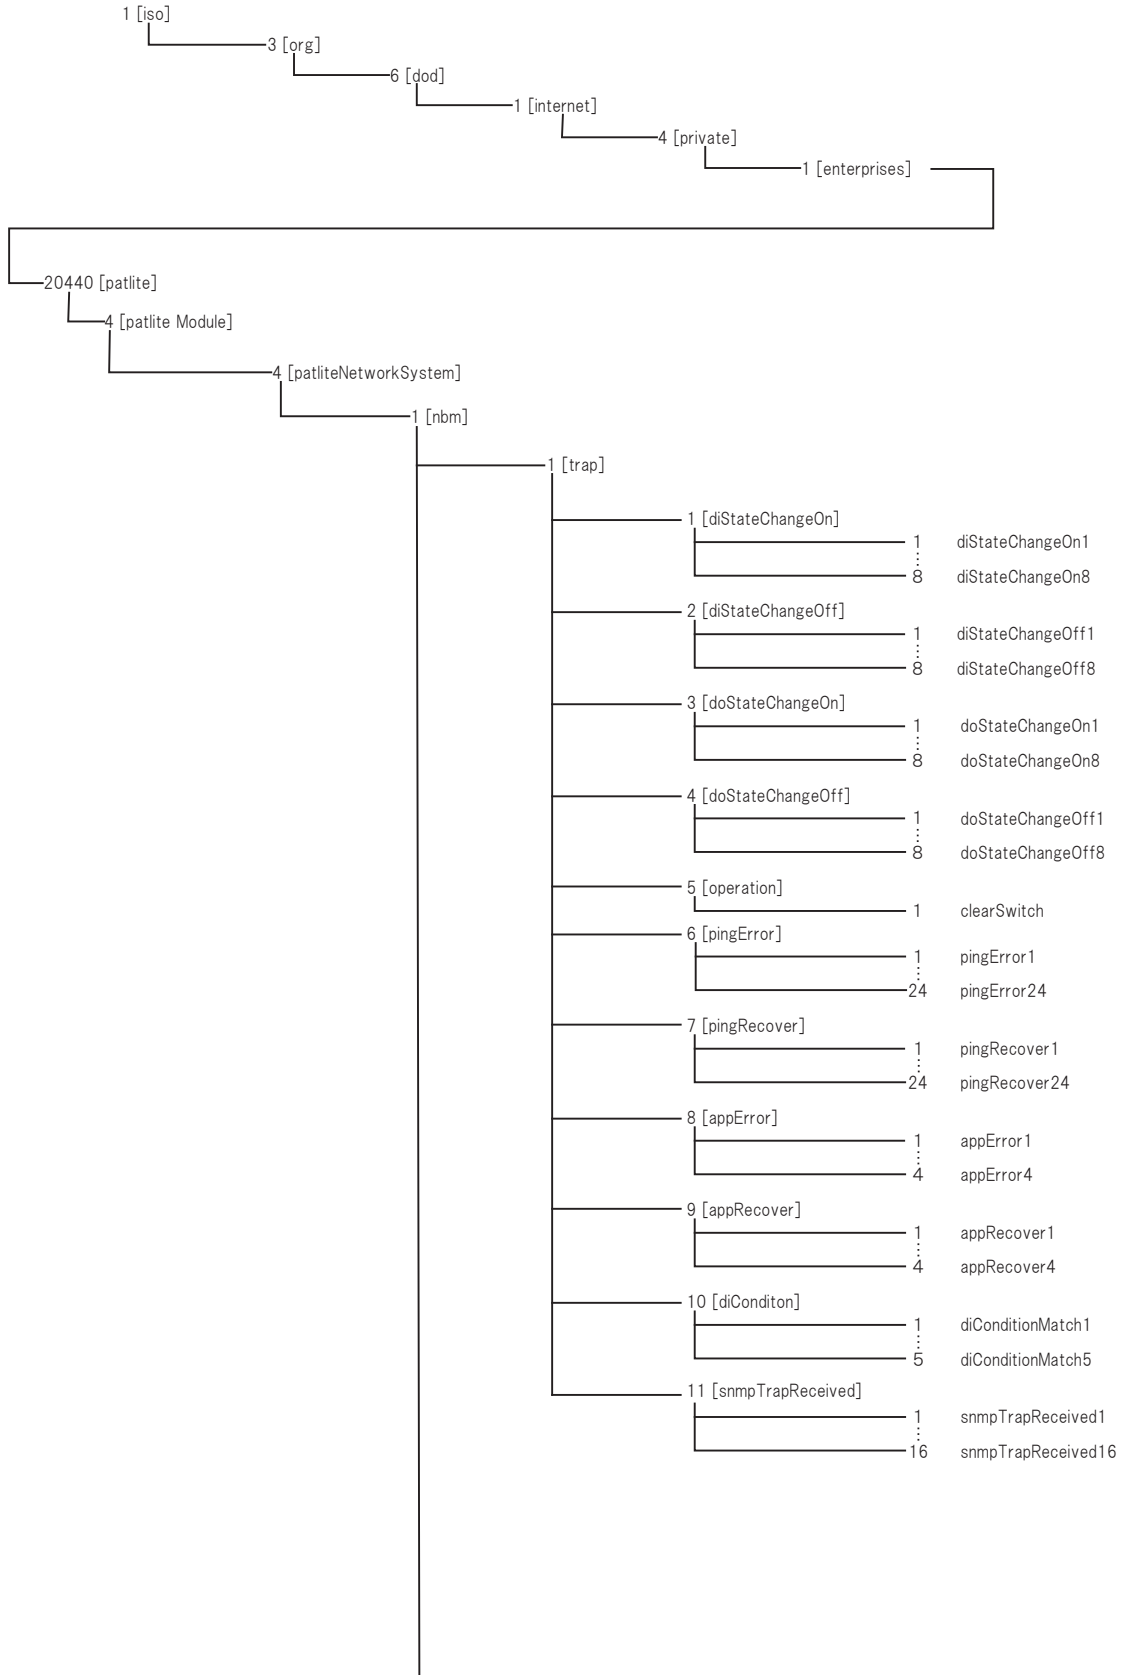 1 [iso]
3 [org]
6 [dod]
1 [internet]
4 [private]
1 [enterprises]
20440 [patlite]
4 [patlite Module]
4 [patliteNetworkSystem]
1 [nbm]
1 [trap]
1 [diStateChangeOn]
1 diStateChangeOn1
8 diStateChangeOn8
2 [diStateChangeOff]
1 diStateChangeOff1
8 diStateChangeOff8
3 [doStateChangeOn]
1 doStateChangeOn1
8 doStateChangeOn8
4 [doStateChangeOff]
1 doStateChangeOff1
8 doStateChangeOff8
5 [operation]
1 clearSwitch
6 [pingError]
1 pingError1
24 pingError24
7 [pingRecover]
1 pingRecover1
24 pingRecover24
8 [appError]
1 appError1
4 appError4
9 [appRecover]
1 appRecover1
4 appRecover4
10 [diConditon]
1 diConditionMatch1
5 diConditionMatch5
11 [snmpTrapReceived]
1 snmpTrapReceived1
16 snmpTrapReceived16